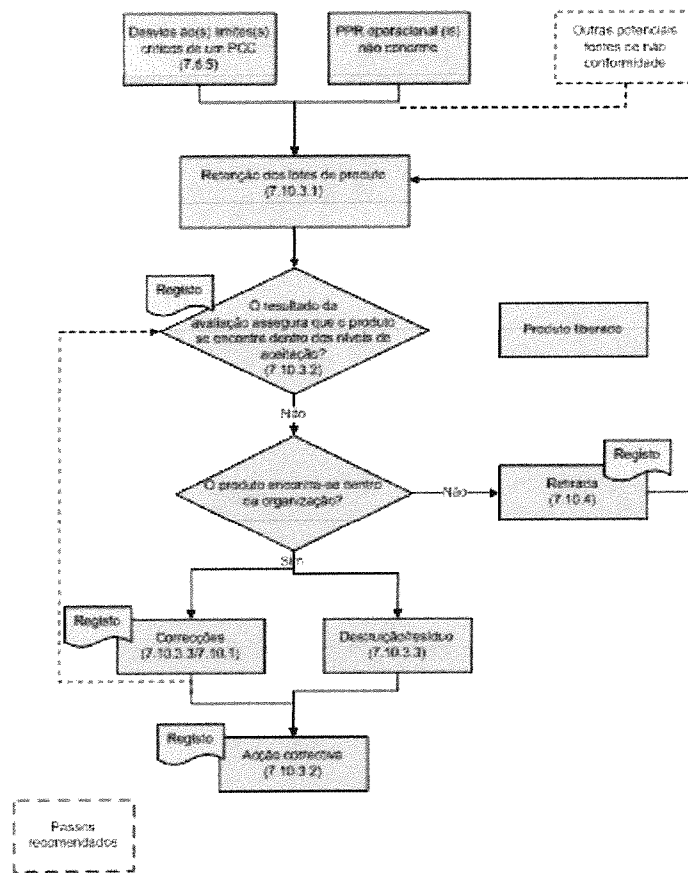 Desvios ao(s) limites(s)
críticos de um PCC
(7.6.5)
PPR operacional (is)
não conforme
Outras potenciais
fontes de não
conformidade
Retenção dos lotes de produto
(7.10.3.1)
Registo
O resultado da
avaliação assegura que o produto
se encontre dentro dos níveis de
aceitação?
(7.10.3.2)
Produto liberado
Não
O produto encontra-se dentro
da organização?
Não
Registo
Retirada
(7.10.4)
Sim
Registo
Correcções
(7.10.3.3/7.10.1)
Destruição/resíduo
(7.10.3.3)
Registo
Acção correctiva
(7.10.3.2)
Passos
recomendados